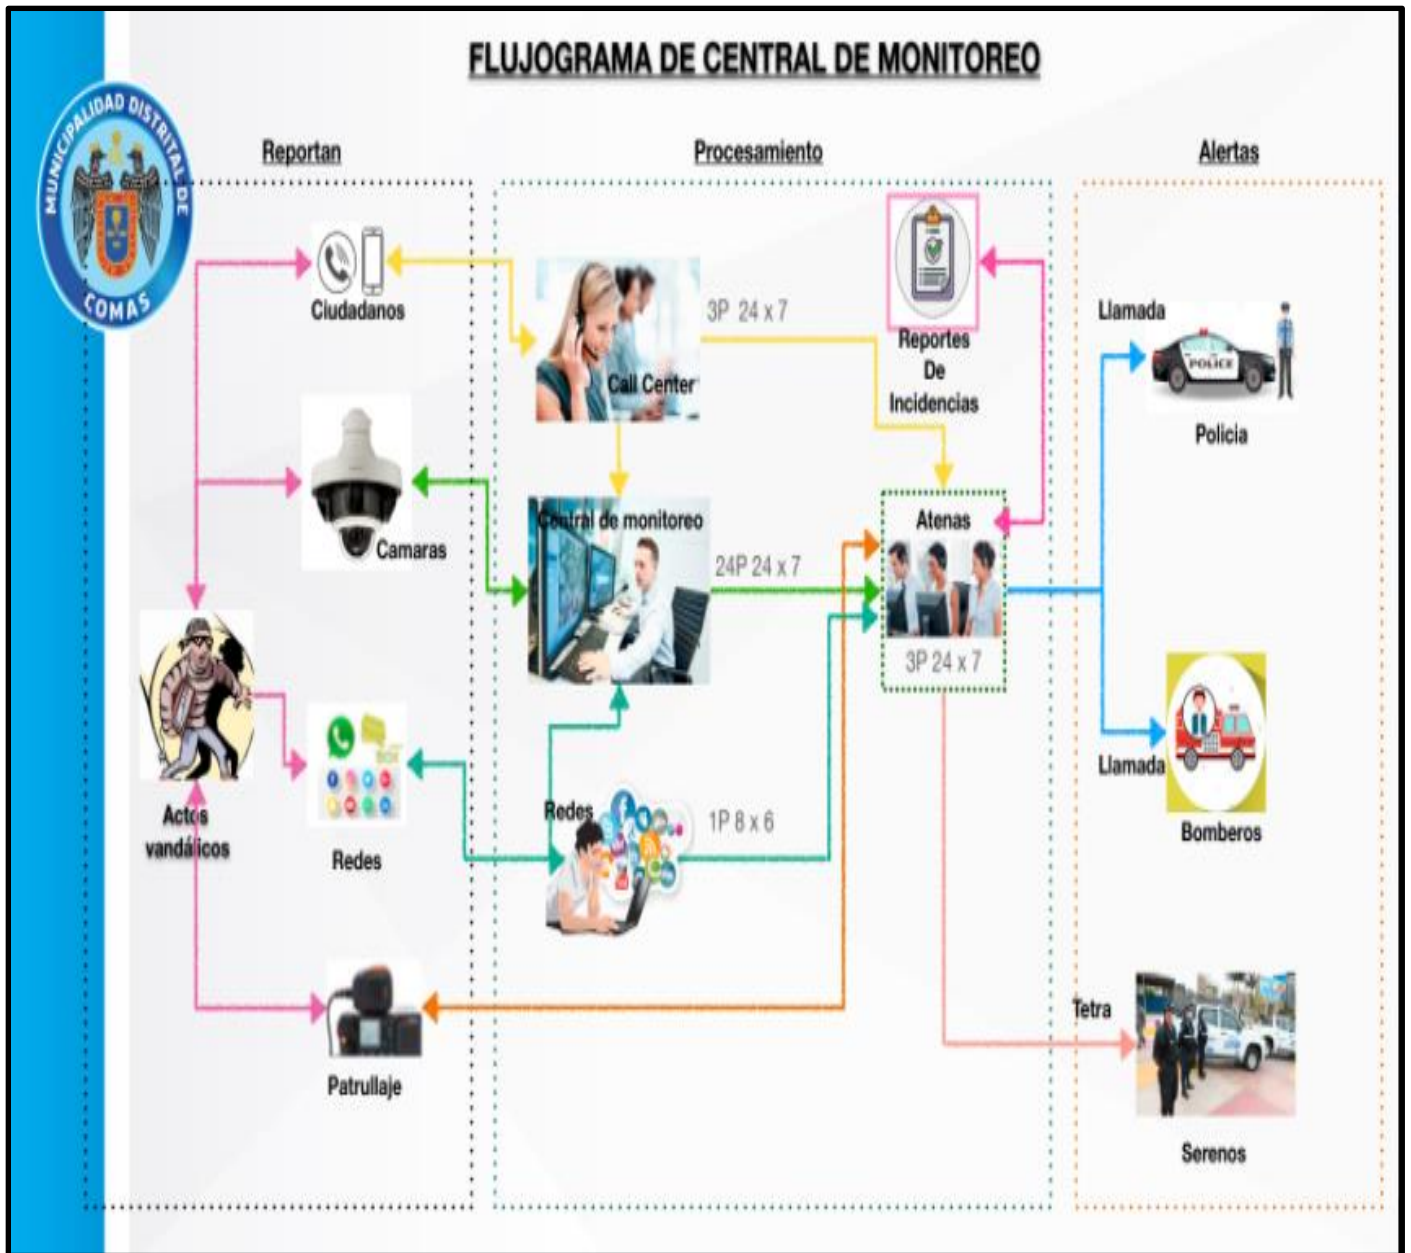 FLUJOGRAMA DE CENTRAL DE MONITOREO
MUNICIPALIDAD DISTRITAL DE
COMAS
Reportan
Procesamiento
Alertas
Ciudadanos
Call Center
3P 24 x 7
Reportes
De
Incidencias
Llamada
POLICE
Policia
Camaras
Central de monitoreo
24P 24 x 7
Atenas
3P 24 x 7
Actos
vandálicos
Redes
Redes
1P 8 x 6
Llamada
Bomberos
Patrullaje
Tetra
Serenos